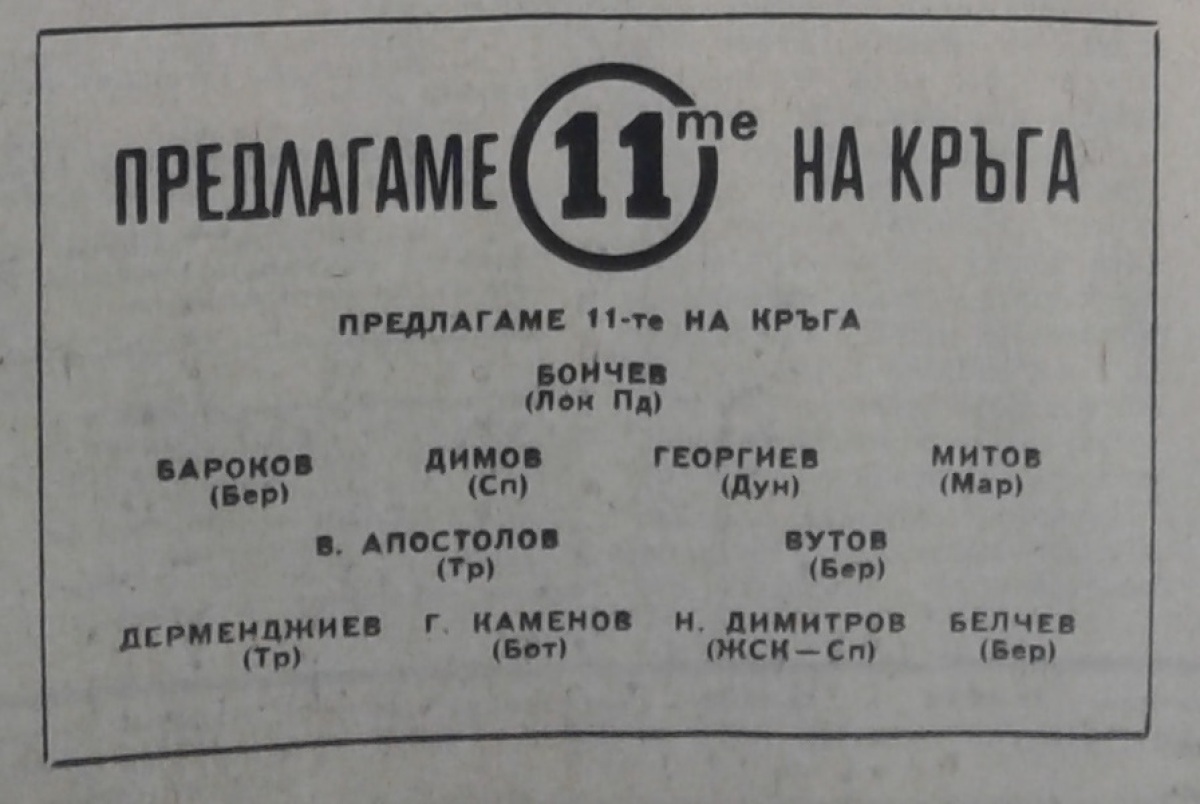 ПРЕДЛАГАМЕ 11те НА КРЪГА
ПРЕДЛАГАМЕ 11-те НА КРЪГА
БОНЧЕВ
(Лок Пд)
БАРОКОВ ДИМОВ ГЕОРГИЕВ МИТОВ
(Бер) (Сп) (Дун) (Мар)
В. АПОСТОЛОВ ВУТОВ
(Тр) (Бер)
ДЕРМЕНДЖИЕВ Г. КАМЕНОВ Н. ДИМИТРОВ БЕЛЧЕВ
(Тр) (Бот) (ЖСК—Сп) (Бер)